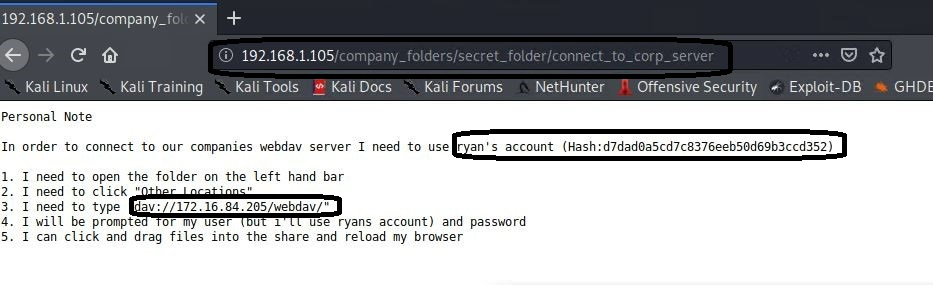 192.168.1.105/company_fol
192.168.1.105/company_folders/secret_folder/connect_to_corp_server
Kali Linux Kali Training Kali Tools Kali Docs Kali Forums NetHunter Offensive Security Exploit-DB GHDB
Personal Note
In order to connect to our companies webdav server I need to use ryan's account (Hash:d7dad0a5cd7c8376eeb50d69b3ccd352)
1. I need to open the folder on the left hand bar
2. I need to click "Other Locations"
3. I need to type "dav://172.16.84.205/webdav/"
4. I will be prompted for my user (but i'll use ryans account) and password
5. I can click and drag files into the share and reload my browser